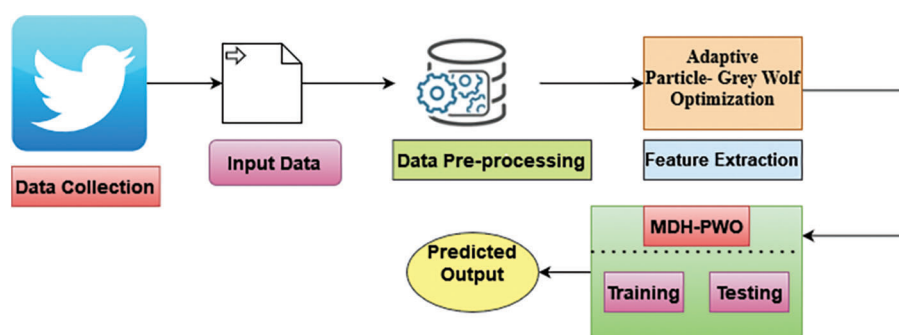 Adaptive
Particle- Grey Wolf
Optimization
Data Collection
Input Data
Data Pre-processing
Feature Extraction
MDH-PWO
Training
Testing
Predicted
Output